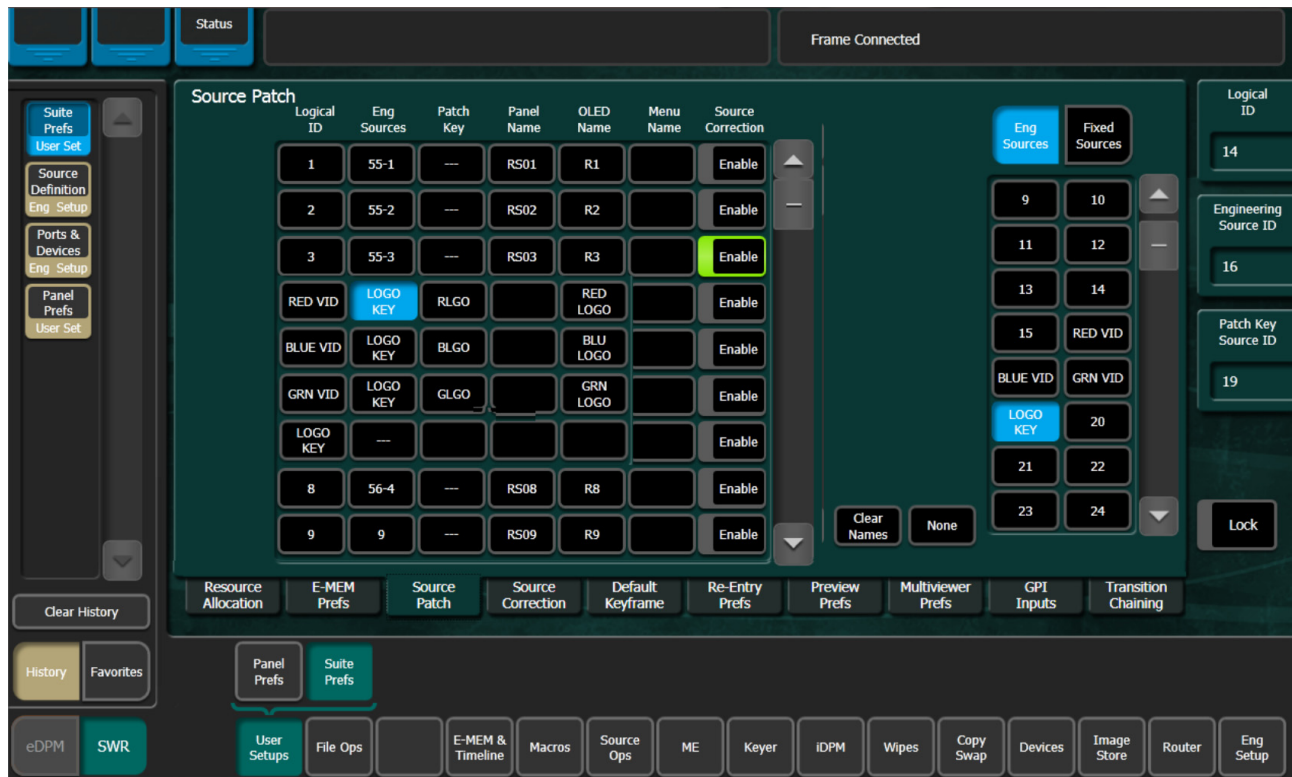 Status
Frame Connected
Suite
Prefs
User Set
Source
Definition
Eng Setup
Ports &
Devices
Eng Setup
Panel
Prefs
User Set
Clear History
History Favorites
eDPM SWR
Source Patch
Logical
ID
Eng
Sources
Patch
Key
Panel
Name
OLED
Name
Menu
Name
Source
Correction
1 55-1 --- RS01 R1 Enable
2 55-2 --- RS02 R2 Enable
3 55-3 --- RS03 R3 Enable
RED VID LOGO KEY RLGO RED LOGO Enable
BLUE VID LOGO KEY BLGO BLU LOGO Enable
GRN VID LOGO KEY GLGO GRN LOGO Enable
LOGO KEY --- Enable
8 56-4 --- RS08 R8 Enable
9 9 --- RS09 R9 Enable
Eng
Sources
Fixed
Sources
9 10
11 12
13 14
15 RED VID
BLUE VID GRN VID
LOGO
KEY
20
21 22
23 24
Clear
Names
None
Logical
ID
14
Engineering
Source ID
16
Patch Key
Source ID
19
Lock
Resource
Allocation
E-MEM
Prefs
Source
Patch
Source
Correction
Default
Keyframe
Re-Entry
Prefs
Preview
Prefs
Multiviewer
Prefs
GPI
Inputs
Transition
Chaining
Panel
Prefs
Suite
Prefs
User
Setups
File Ops
E-MEM &
Timeline
Macros
Source
Ops
ME
Keyer
iDPM
Wipes
Copy
Swap
Devices
Image
Store
Router
Eng
Setup